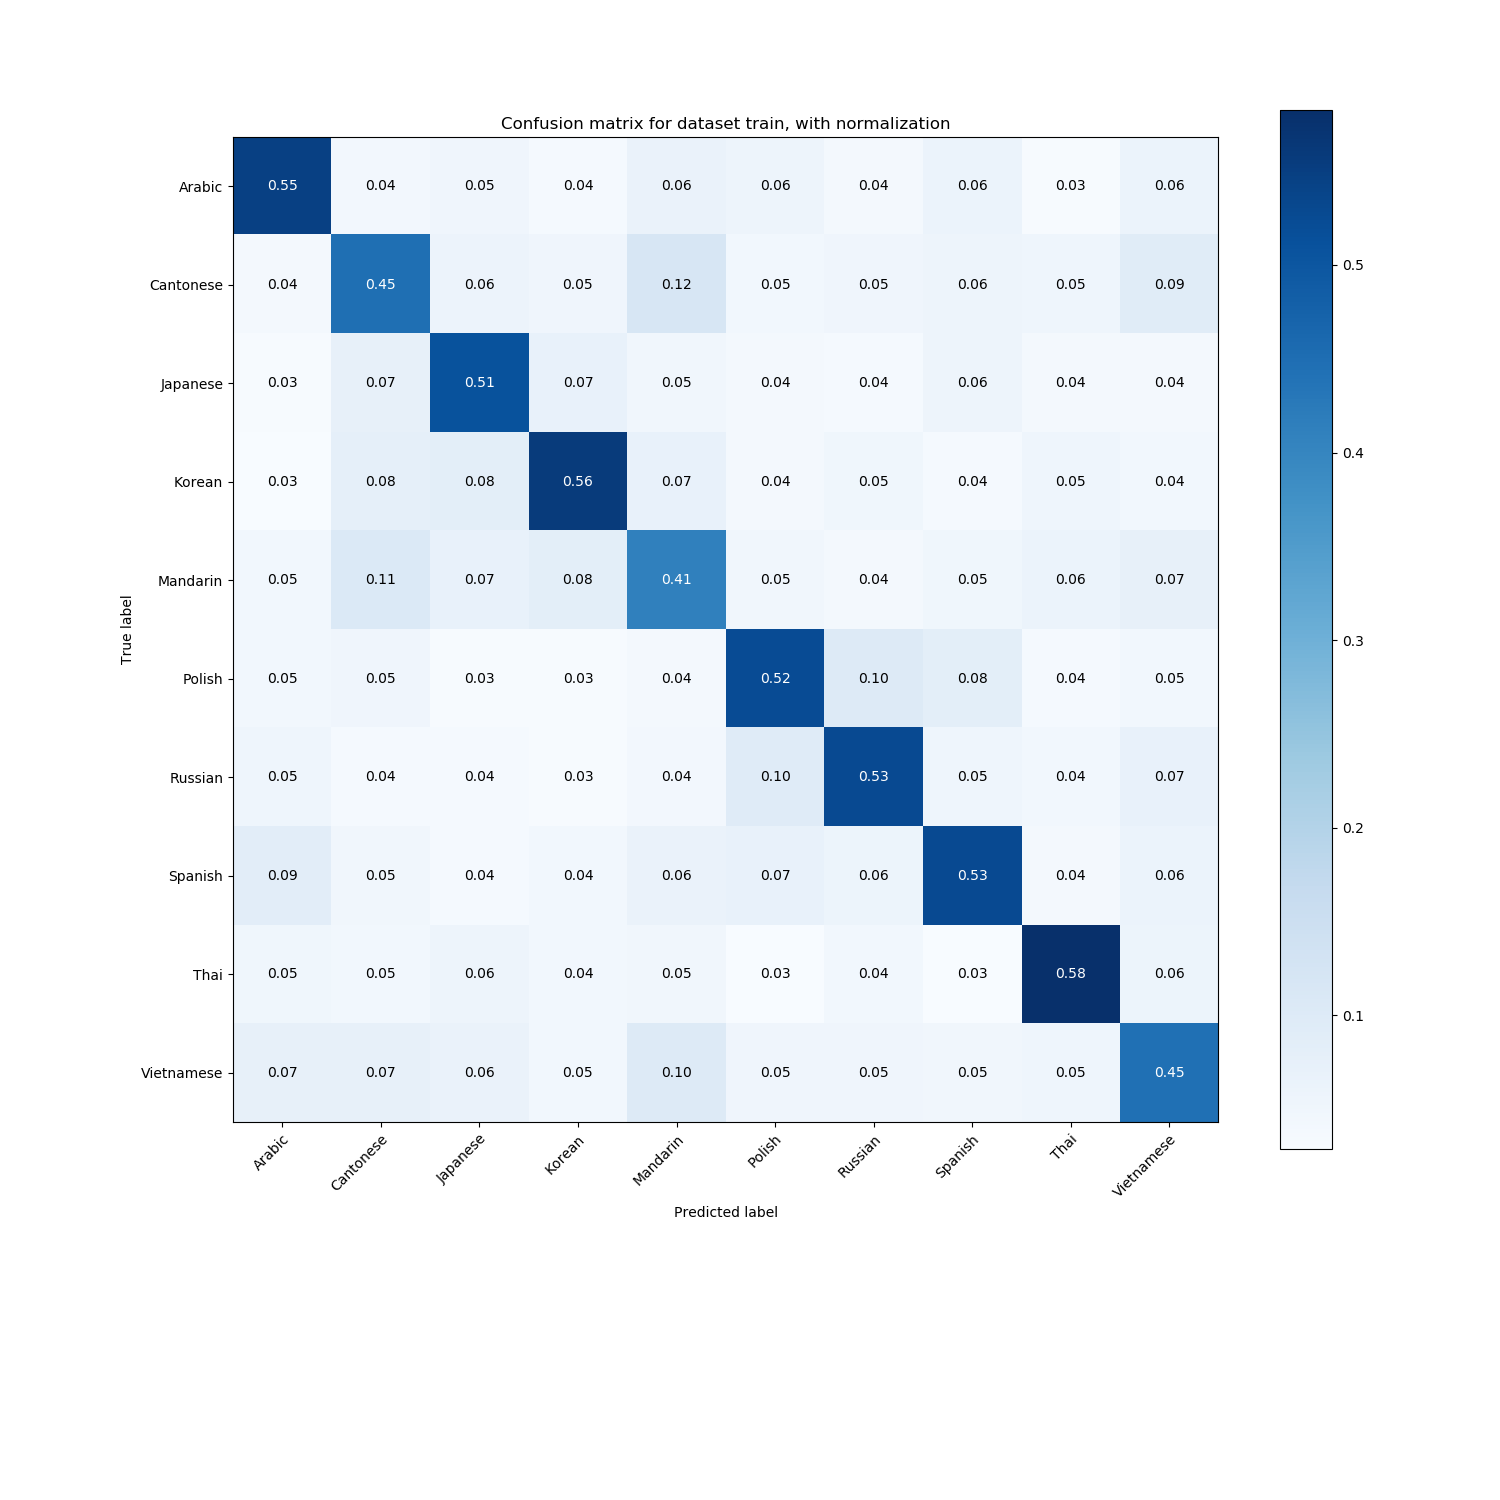 Confusion matrix for dataset train, with normalization
Arabic 0.55 0.04 0.05 0.04 0.06 0.06 0.04 0.06 0.03 0.06
Cantonese 0.04 0.45 0.06 0.05 0.12 0.05 0.05 0.06 0.05 0.09
Japanese 0.03 0.07 0.51 0.07 0.05 0.04 0.04 0.06 0.04 0.04
Korean 0.03 0.08 0.08 0.56 0.07 0.04 0.05 0.04 0.05 0.04
Mandarin 0.05 0.11 0.07 0.08 0.41 0.05 0.04 0.05 0.06 0.07
Polish 0.05 0.05 0.03 0.03 0.04 0.52 0.10 0.08 0.04 0.05
Russian 0.05 0.04 0.04 0.03 0.04 0.10 0.53 0.05 0.04 0.07
Spanish 0.09 0.05 0.04 0.04 0.06 0.07 0.06 0.53 0.04 0.06
Thai 0.05 0.05 0.06 0.04 0.05 0.03 0.04 0.03 0.58 0.06
Vietnamese 0.07 0.07 0.06 0.05 0.10 0.05 0.05 0.05 0.05 0.45
True label
Arabic Cantonese Japanese Korean Mandarin Polish Russian Spanish Thai Vietnamese
Predicted label
0.5
0.4
0.3
0.2
0.1